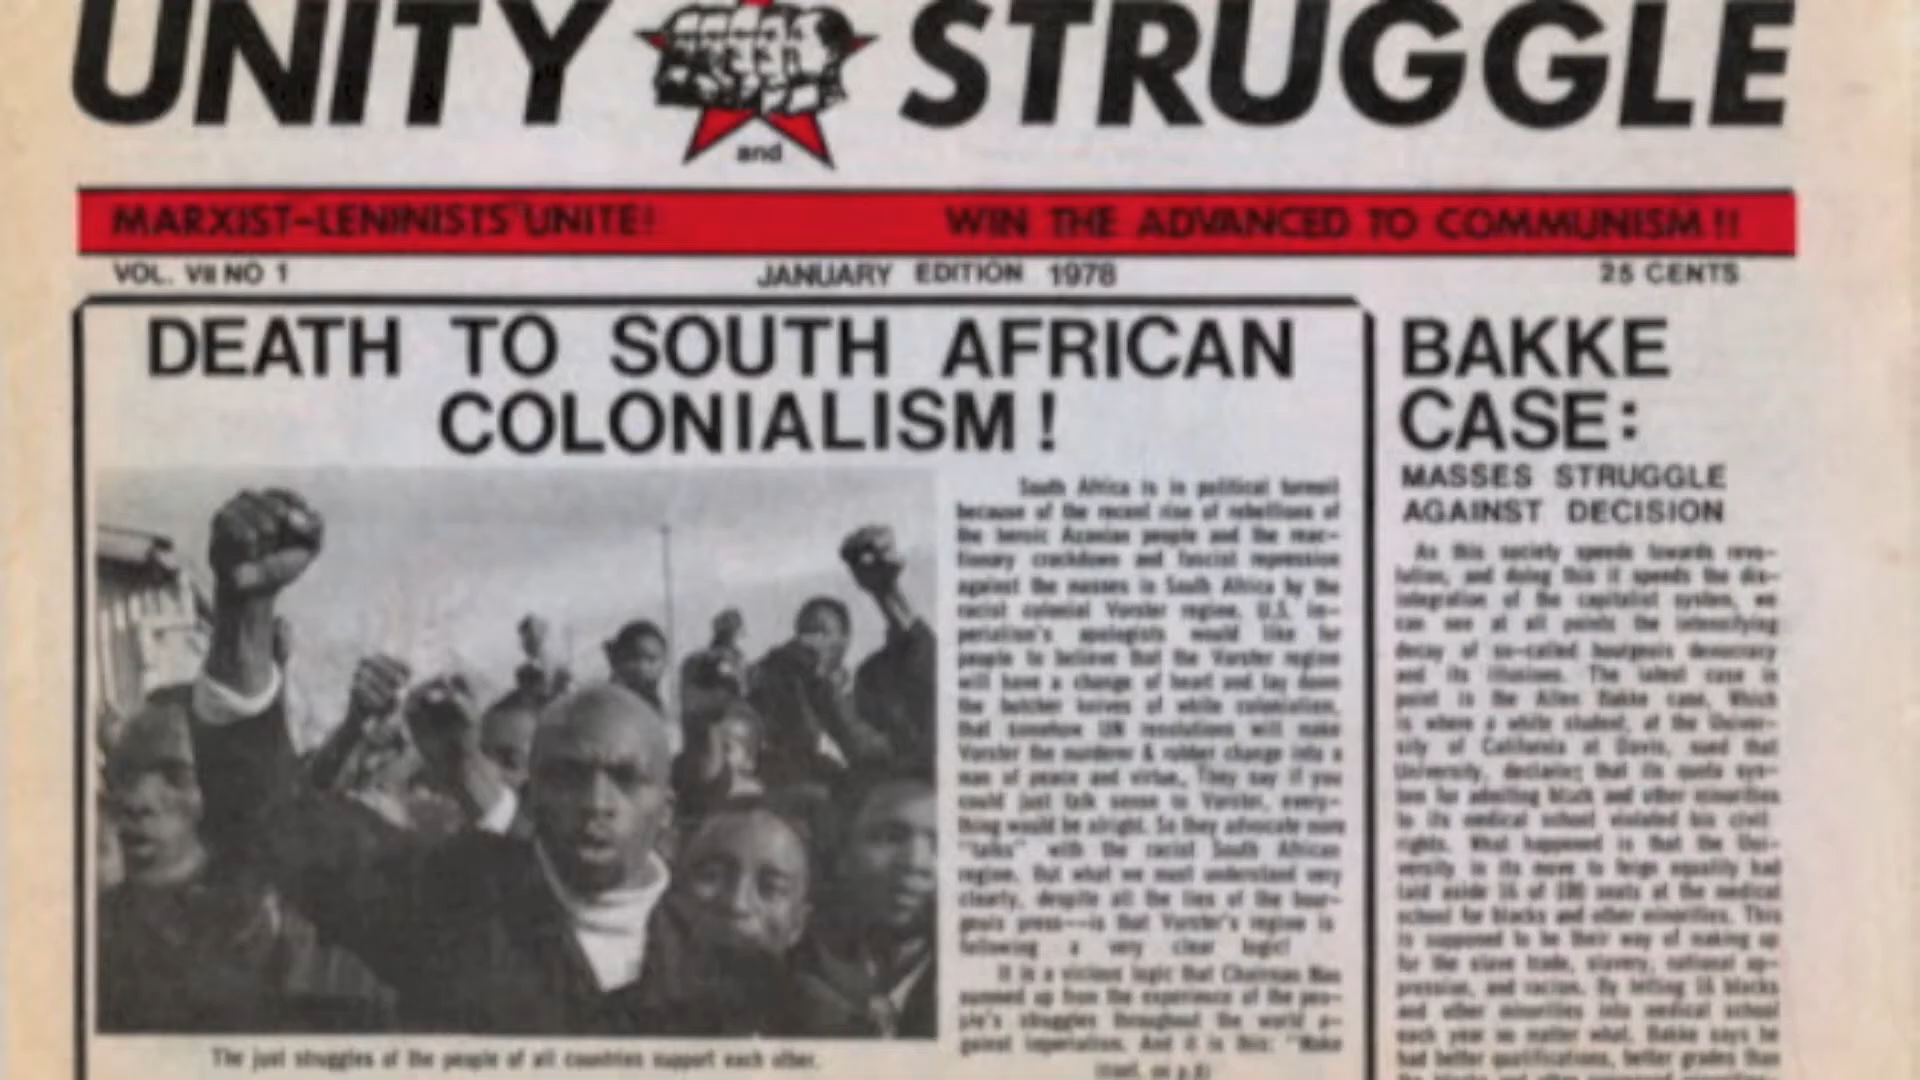 UNITY and STRUGGLE
MARXIST-LENINISTS UNITE! WIN THE ADVANCED TO COMMUNISM!!
VOL. VII NO 1 JANUARY EDITION 1978 25 CENTS
DEATH TO SOUTH AFRICAN
COLONIALISM!
South Africa is in political turmoil
because of the recent rise of rebellions of
the heroic Azanian people and the reac-
tionary crackdown and fascist repression
against the masses in South Africa by the
racist colonial Vorster regime. U.S. im-
perialism's apologists would like for
people to believe that the Vorster regime
will have a change of heart and lay down
the butcher knives of white colonialism,
that somehow UN resolutions will make
Vorster the murderer & robber change into a
man of peace and virtue. They say if you
could just talk sense to Vorster, every-
thing would be alright. So they advocate more
"talks" with the racist South African
regime. But what we must understand very
clearly, despite all the lies of the bour-
geois press---is that Vorster's regime is
following a very clear logic!
It is a vicious logic that Chairman Mao
summed up from the experience of the peo-
ple's struggles throughout the world a-
gainst imperialism. And it is this: "Make
(cont. on p.6)
The just struggles of the people of all countries support each other.
BAKKE
CASE:
MASSES STRUGGLE
AGAINST DECISION
As this society speeds towards revo-
lution, and doing this it speeds the dis-
integration of the capitalist system, we
can see at all points the intensifying
decay of so-called bourgeois democracy
and its illusions. The latest case in
point is the Allen Bakke case, Which
is where a white student, at the Univer-
sity of California at Davis, sued that
University, declaring that its quota sys-
tem for admitting black and other minorities
to its medical school violated his civil
rights. What happened is that the Uni-
versity in its move to feign equality had
laid aside 16 of 100 seats at the medical
school for blacks and other minorities. This
is supposed to be their way of making up
for the slave trade, slavery, national op-
pression, and racism. By letting 16 blacks
and other minorities into medical school
each year no matter what. Bakke says he
had better qualifications, better grades than